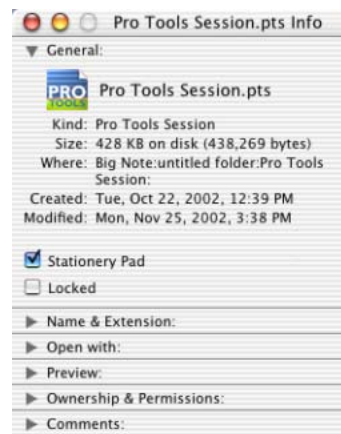 Pro Tools Session.pts Info
General:
PRO
TOOLS
Pro Tools Session.pts
Kind: Pro Tools Session
Size: 428 KB on disk (438,269 bytes)
Where: Big Note:untitled folder:Pro Tools
Session:
Created: Tue, Oct 22, 2002, 12:39 PM
Modified: Mon, Nov 25, 2002, 3:38 PM
Stationery Pad
Locked
Name & Extension:
Open with:
Preview:
Ownership & Permissions:
Comments: